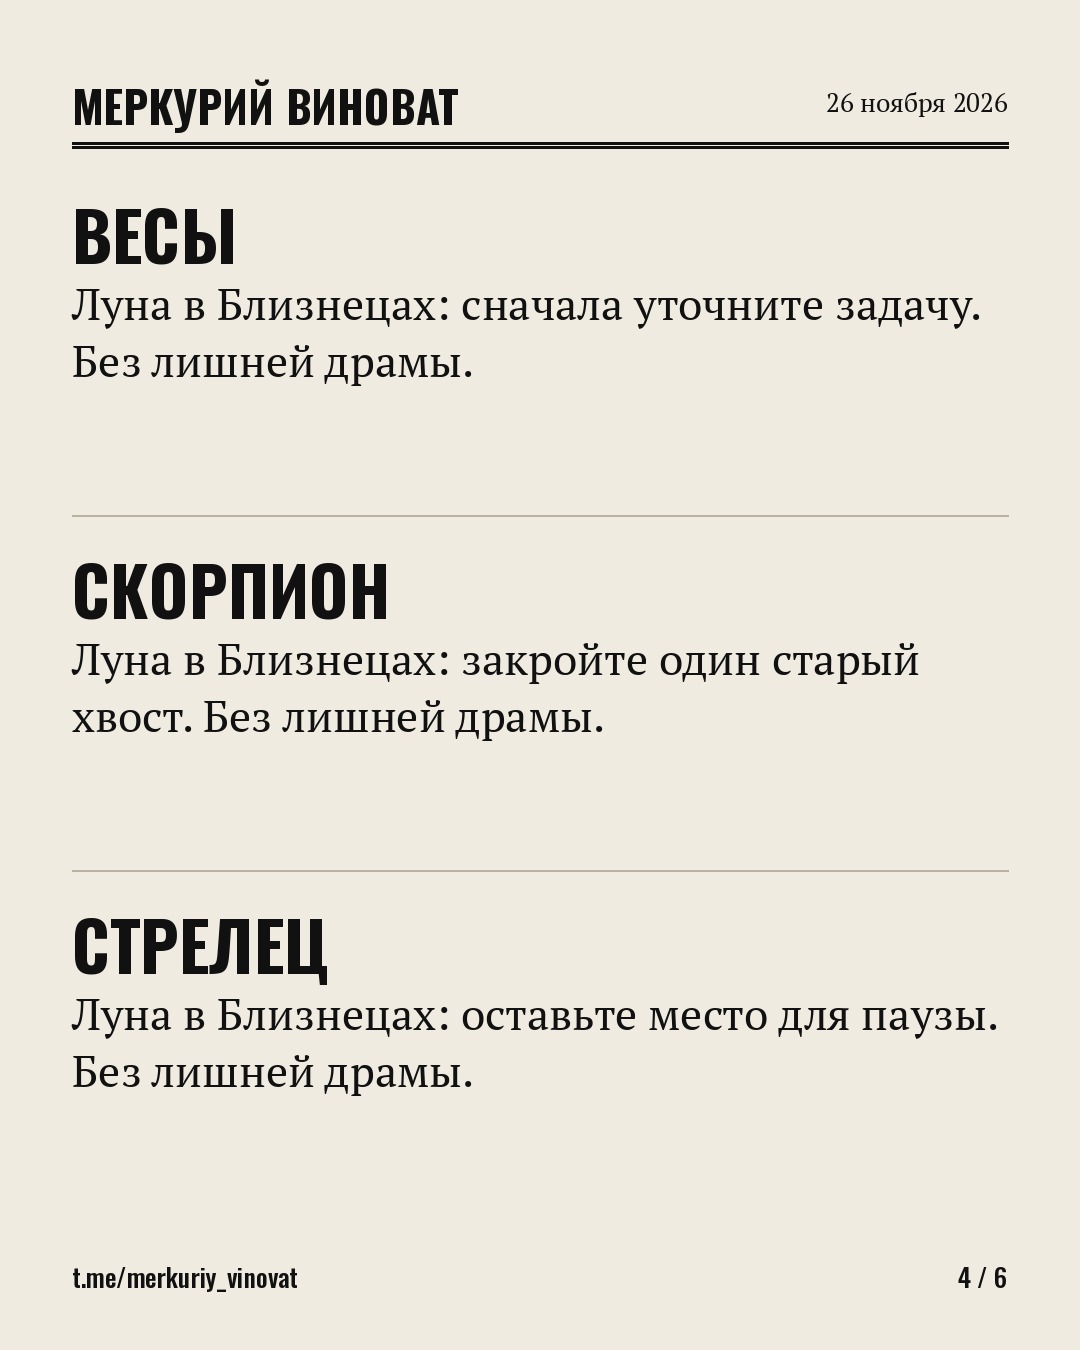 МЕРКУРИЙ ВИНОВАТ
26 ноября 2026
ВЕСЫ
Луна в Близнецах: сначала уточните задачу.
Без лишней драмы.
СКОРПИОН
Луна в Близнецах: закройте один старый
хвост. Без лишней драмы.
СТРЕЛЕЦ
Луна в Близнецах: оставьте место для паузы.
Без лишней драмы.
t.me/merkuriy_vinovat
4 / 6